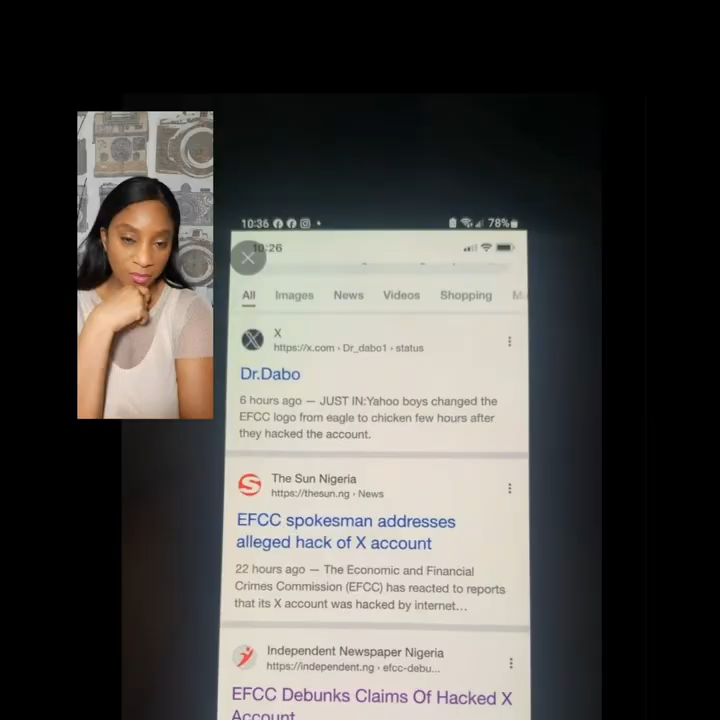 10:36
78%
10:26
All Images News Videos Shopping M
X
https://x.com › Dr_dabo1 › status
Dr.Dabo
6 hours ago — JUST IN:Yahoo boys changed the
EFCC logo from eagle to chicken few hours after
they hacked the account.
The Sun Nigeria
https://thesun.ng › News
EFCC spokesman addresses
alleged hack of X account
22 hours ago — The Economic and Financial
Crimes Commission (EFCC) has reacted to reports
that its X account was hacked by internet...
Independent Newspaper Nigeria
https://independent.ng › efcc-debu...
EFCC Debunks Claims Of Hacked X
Account